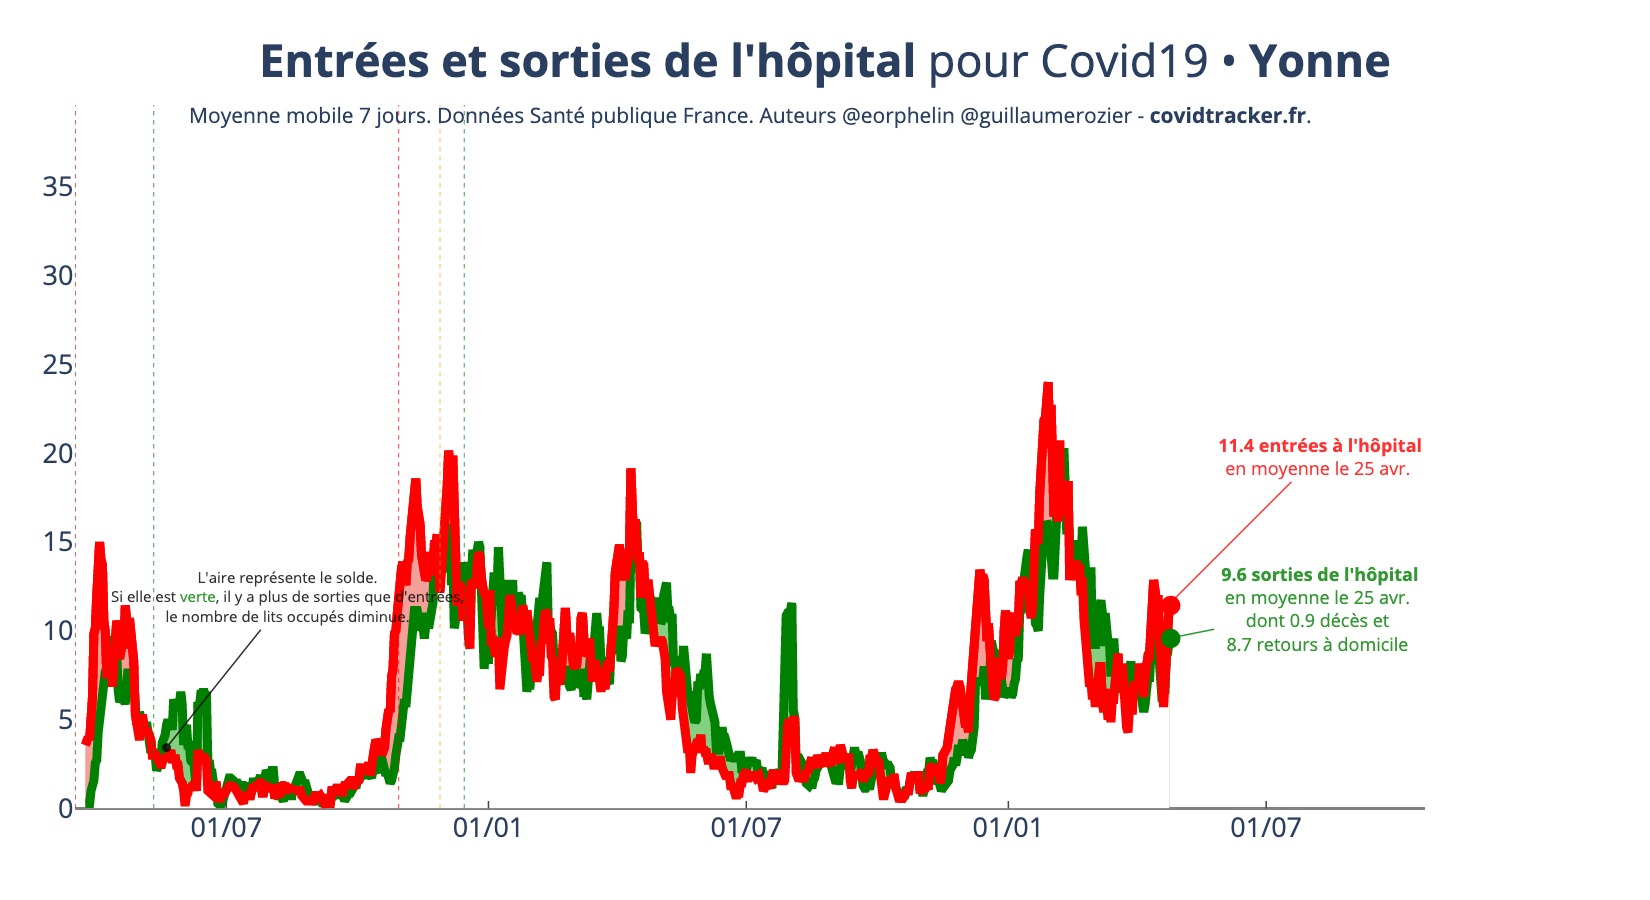 Entrées et sorties de l'hôpital pour Covid19 • Yonne
Moyenne mobile 7 jours. Données Santé publique France. Auteurs @eorphelin @guillaumerozier - covidtracker.fr.
35
30
25
20
15
10
5
0
11.4 entrées à l'hôpital
en moyenne le 25 avr.
9.6 sorties de l'hôpital
en moyenne le 25 avr.
dont 0.9 décès et
8.7 retours à domicile
L'aire représente le solde.
Si elle est verte, il y a plus de sorties que d'entrées,
le nombre de lits occupés diminue.
01/07
01/01
01/07
01/01
01/07